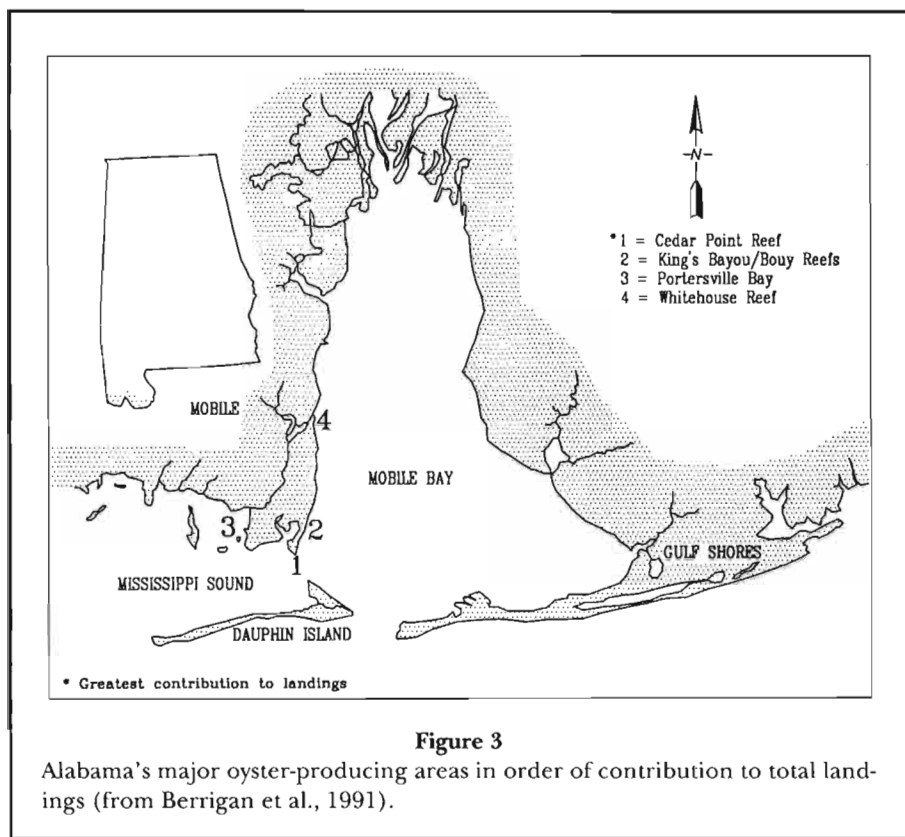 N
*1 = Cedar Point Reef
2 = King's Bayou/Bouy Reefs
3 = Portersville Bay
4 = Whitehouse Reef
MOBILE
4
MOBILE BAY
3
2
1
GULF SHORES
MISSISSIPPI SOUND
DAUPHIN ISLAND
* Greatest contribution to landings
Figure 3
Alabama's major oyster-producing areas in order of contribution to total land-
ings (from Berrigan et al., 1991).